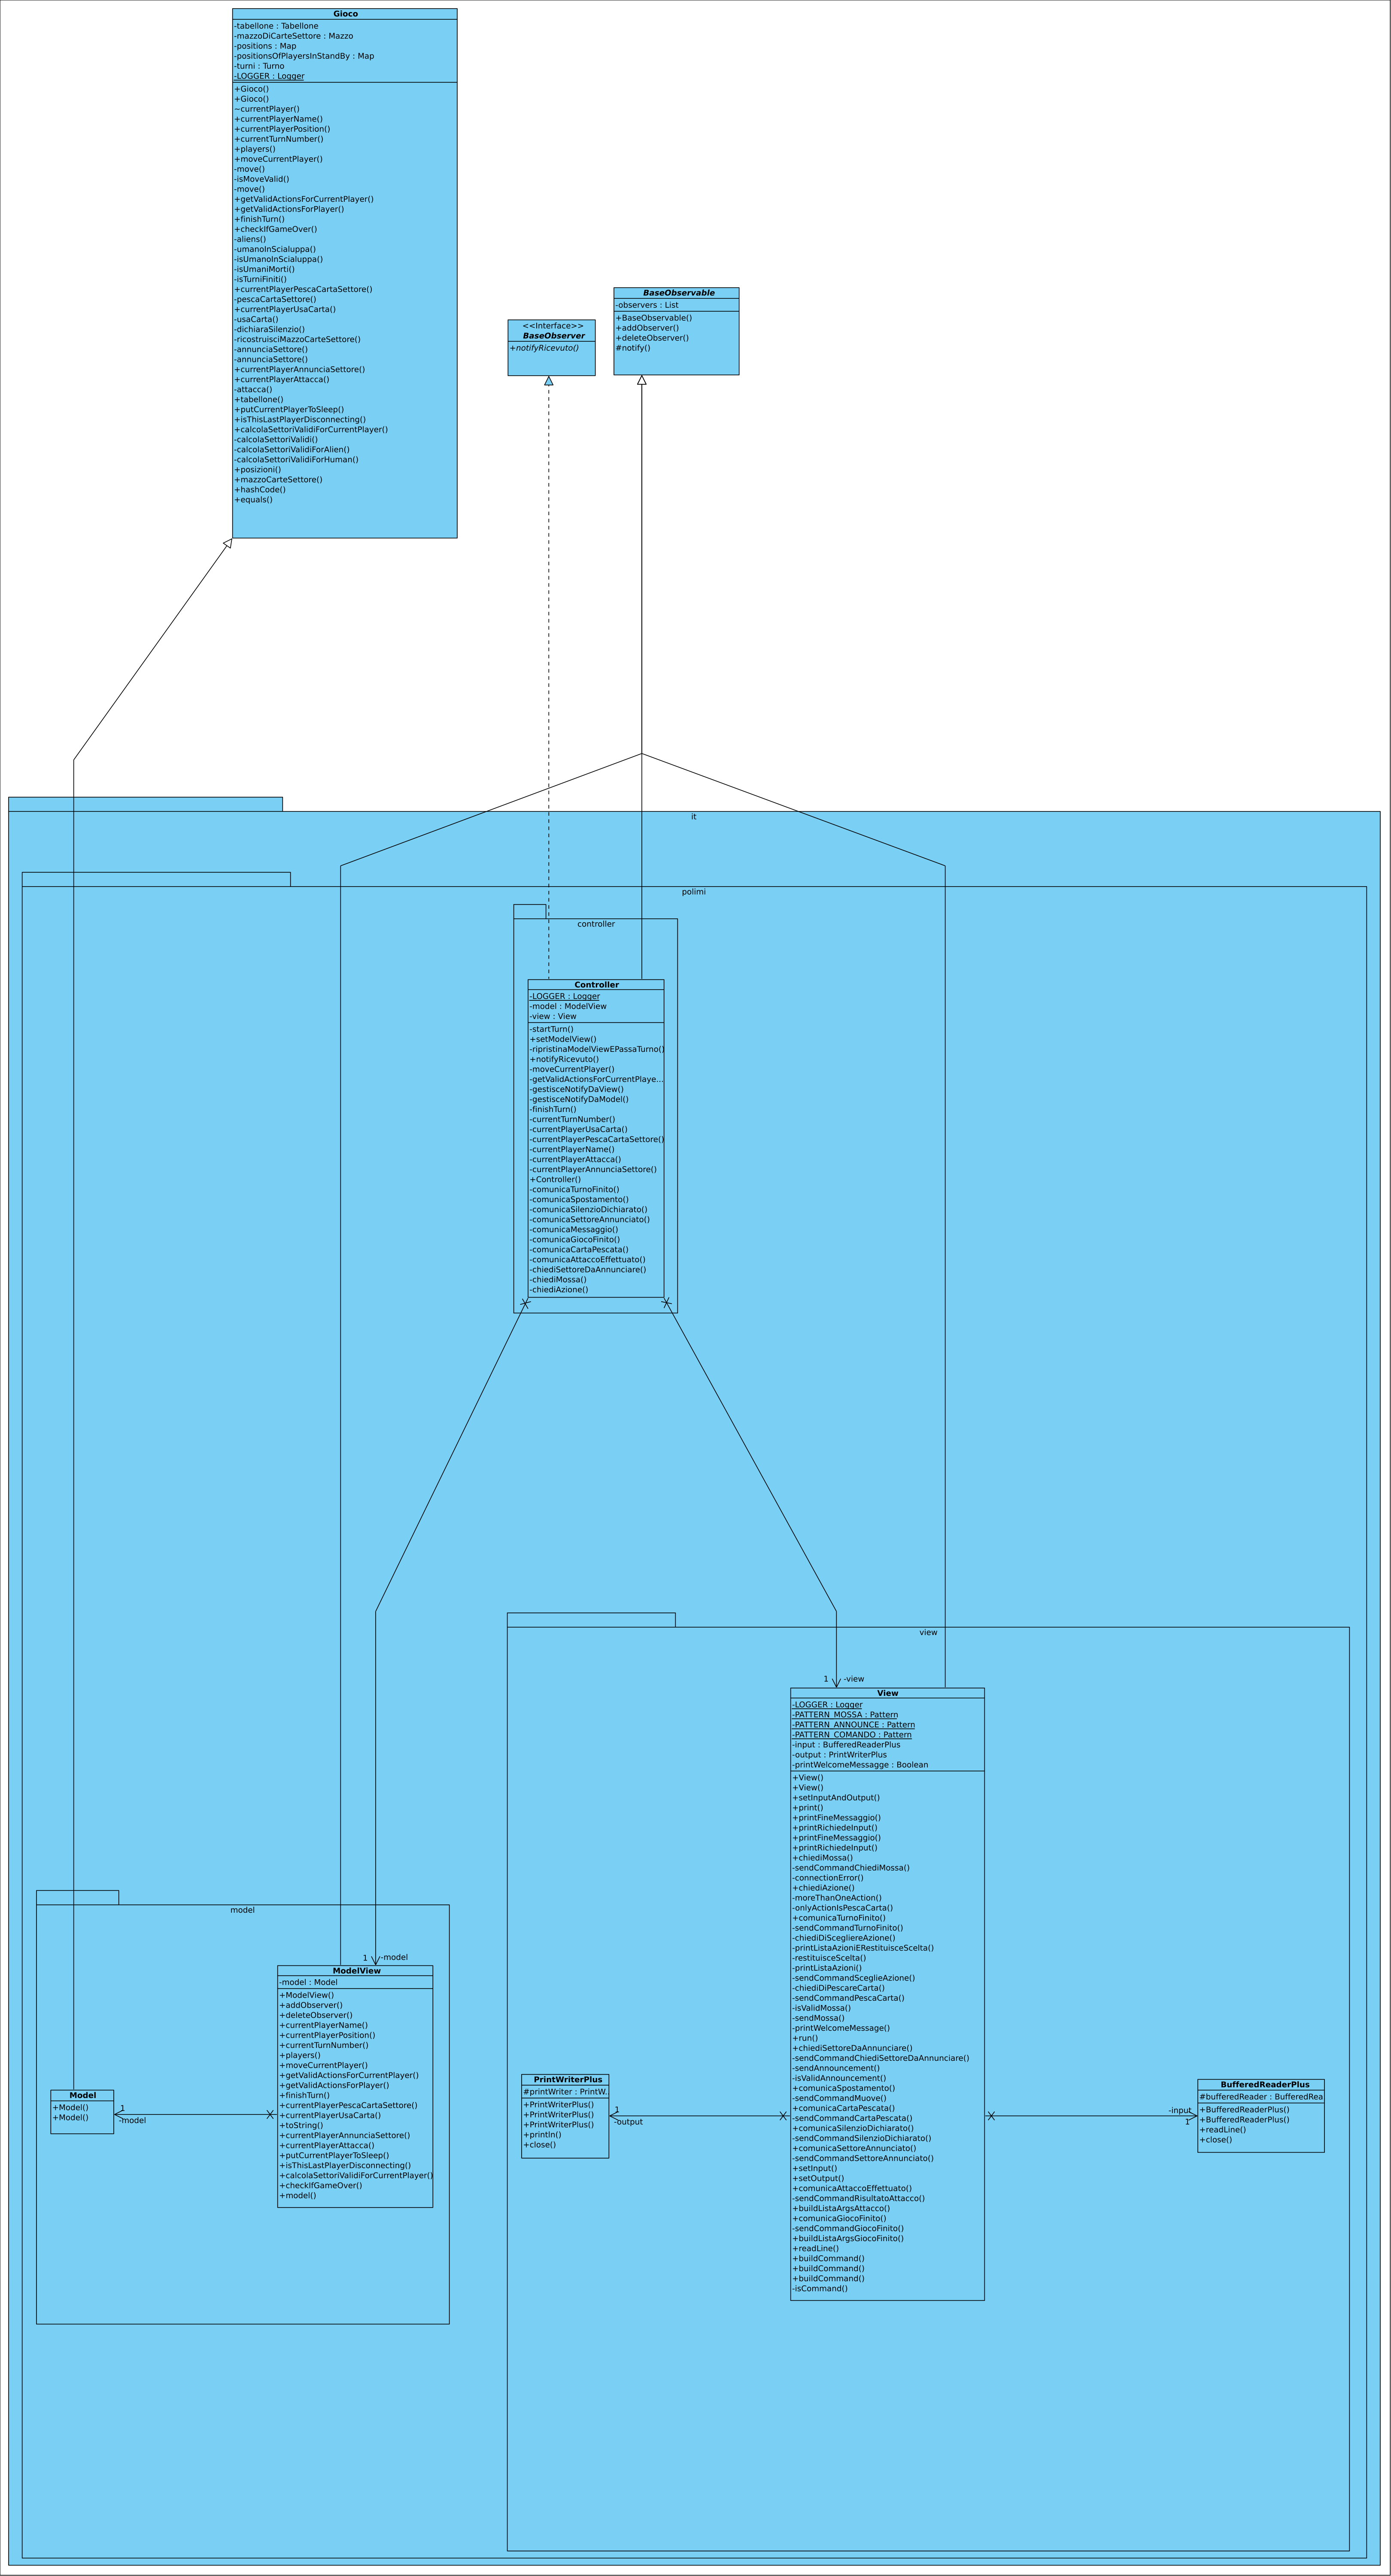 Gioco
-tabellone : Tabellone
-mazzoDiCarteSettore : Mazzo
-positions : Map
-positionsOfPlayersInStandBy : Map
-turni : Turno
-LOGGER : Logger
+Gioco()
+Gioco()
~currentPlayer()
+currentPlayerName()
+currentPlayerPosition()
+currentTurnNumber()
+players()
+moveCurrentPlayer()
-move()
-isMoveValid()
-move()
+getValidActionsForCurrentPlayer()
+getValidActionsForPlayer()
+finishTurn()
+checkIfGameOver()
-aliens()
-umanoInScialuppa()
-isUmanoInScialuppa()
-isUmaniMorti()
-isTurniFiniti()
+currentPlayerPescaCartaSettore()
-pescaCartaSettore()
+currentPlayerUsaCarta()
-usaCarta()
-dichiaraSilenzio()
-ricostruisciMazzoCarteSettore()
-annunciaSettore()
-annunciaSettore()
+currentPlayerAnnunciaSettore()
+currentPlayerAttacca()
-attacca()
+tabellone()
+putCurrentPlayerToSleep()
+isThisLastPlayerDisconnecting()
+calcolaSettoriValidiForCurrentPlayer()
-calcolaSettoriValidi()
-calcolaSettoriValidiForAlien()
-calcolaSettoriValidiForHuman()
+posizioni()
+mazzoCarteSettore()
+hashCode()
+equals()
<<Interface>>
BaseObserver
+notifyRicevuto()
BaseObservable
-observers : List
+BaseObservable()
+addObserver()
+deleteObserver()
#notify()
it
polimi
controller
Controller
-LOGGER : Logger
-model : ModelView
-view : View
-startTurn()
+setModelView()
-ripristinaModelViewEPassaTurno()
+notifyRicevuto()
-moveCurrentPlayer()
-getValidActionsForCurrentPlaye...
-gestisceNotifyDaView()
-gestisceNotifyDaModel()
-finishTurn()
-currentTurnNumber()
-currentPlayerUsaCarta()
-currentPlayerPescaCartaSettore()
-currentPlayerName()
-currentPlayerAttacca()
-currentPlayerAnnunciaSettore()
+Controller()
-comunicaTurnoFinito()
-comunicaSpostamento()
-comunicaSilenzioDichiarato()
-comunicaSettoreAnnunciato()
-comunicaMessaggio()
-comunicaGiocoFinito()
-comunicaCartaPescata()
-comunicaAttaccoEffettuato()
-chiediSettoreDaAnnunciare()
-chiediMossa()
-chiediAzione()
view
1 -view
View
-LOGGER : Logger
-PATTERN_MOSSA : Pattern
-PATTERN_ANNOUNCE : Pattern
-PATTERN_COMANDO : Pattern
-input : BufferedReaderPlus
-output : PrintWriterPlus
-printWelcomeMessagge : Boolean
+View()
+View()
+setInputAndOutput()
+print()
+printFineMessaggio()
+printRichiedeInput()
+printFineMessaggio()
+printRichiedeInput()
+chiediMossa()
-sendCommandChiediMossa()
-connectionError()
+chiediAzione()
-moreThanOneAction()
-onlyActionIsPescaCarta()
+comunicaTurnoFinito()
-sendCommandTurnoFinito()
-chiediDiScegliereAzione()
-printListaAzioniERestituisceScelta()
-restituisceScelta()
-printListaAzioni()
-sendCommandSceglieAzione()
-chiediDiPescareCarta()
-sendCommandPescaCarta()
-isValidMossa()
-sendMossa()
-printWelcomeMessage()
+run()
+chiediSettoreDaAnnunciare()
-sendCommandChiediSettoreDaAnnunciare()
-sendAnnouncement()
-isValidAnnouncement()
+comunicaSpostamento()
-sendCommandMuove()
+comunicaCartaPescata()
-sendCommandCartaPescata()
+comunicaSilenzioDichiarato()
-sendCommandSilenzioDichiarato()
+comunicaSettoreAnnunciato()
-sendCommandSettoreAnnunciato()
+setInput()
+setOutput()
+comunicaAttaccoEffettuato()
-sendCommandRisultatoAttacco()
+buildListaArgsAttacco()
+comunicaGiocoFinito()
-sendCommandGiocoFinito()
+buildListaArgsGiocoFinito()
+readLine()
+buildCommand()
+buildCommand()
+buildCommand()
-isCommand()
model
1 -model
ModelView
-model : Model
+ModelView()
+addObserver()
+deleteObserver()
+currentPlayerName()
+currentPlayerPosition()
+currentTurnNumber()
+players()
+moveCurrentPlayer()
+getValidActionsForCurrentPlayer()
+getValidActionsForPlayer()
+finishTurn()
+currentPlayerPescaCartaSettore()
+currentPlayerUsaCarta()
+toString()
+currentPlayerAnnunciaSettore()
+currentPlayerAttacca()
+putCurrentPlayerToSleep()
+isThisLastPlayerDisconnecting()
+calcolaSettoriValidiForCurrentPlayer()
+checkIfGameOver()
+model()
Model
+Model()
+Model()
1
-model
PrintWriterPlus
#printWriter : PrintW...
+PrintWriterPlus()
+PrintWriterPlus()
+PrintWriterPlus()
+println()
+close()
1
-output
BufferedReaderPlus
#bufferedReader : BufferedRea
+BufferedReaderPlus()
+BufferedReaderPlus()
+readLine()
+close()
-input
1